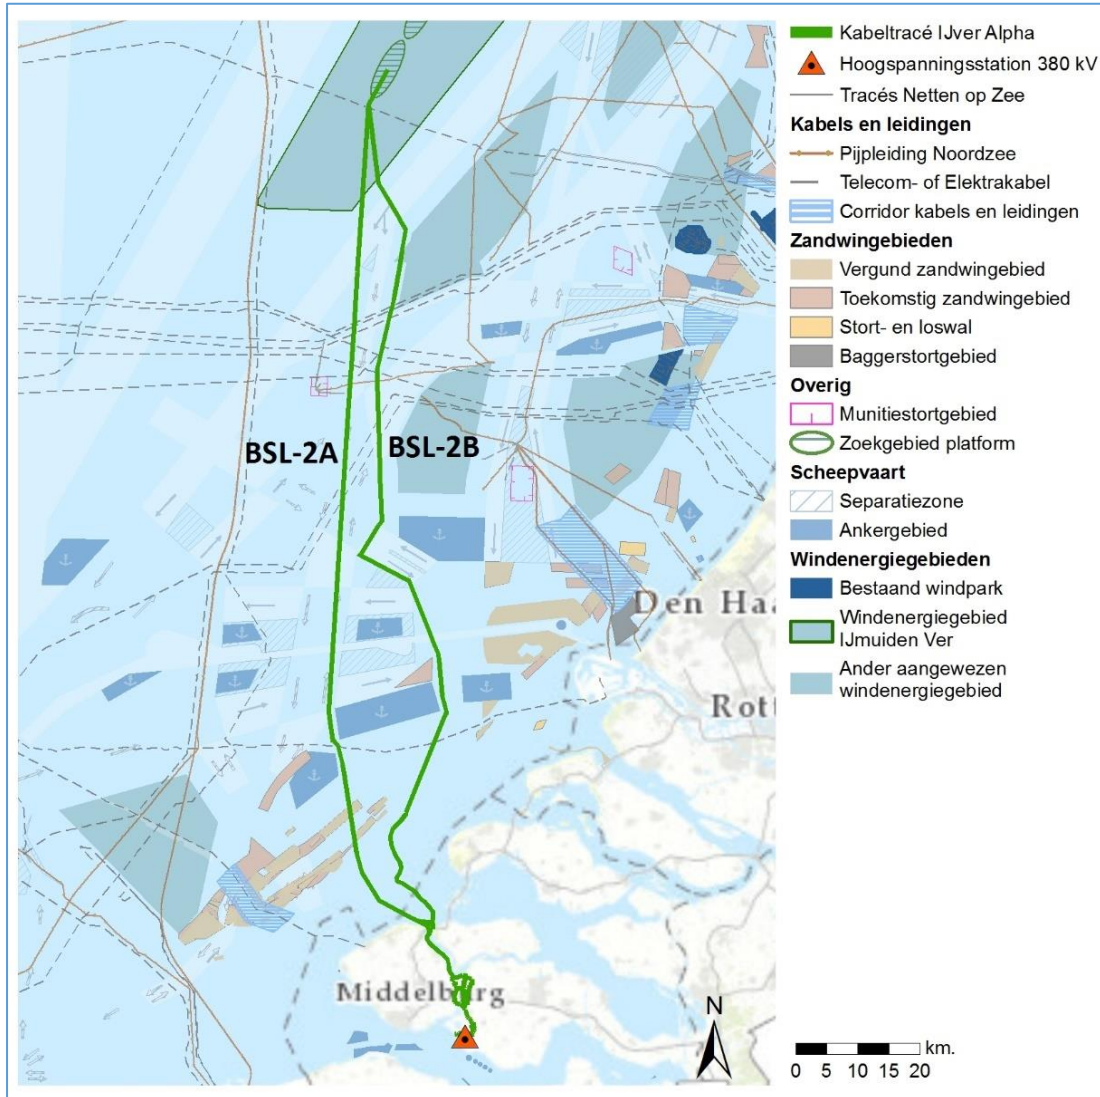 BSL-2A
BSL-2B
Den Haa
Rott
Middelburg
N
km.
0 5 10 15 20
Kabeltracé IJver Alpha
Hoogspanningsstation 380 kV
Tracés Netten op Zee
Kabels en leidingen
Pijpleiding Noordzee
Telecom- of Elektrakabel
Corridor kabels en leidingen
Zandwingebieden
Vergund zandwingebied
Toekomstig zandwingebied
Stort- en loswal
Baggerstortgebied
Overig
Munitiestortgebied
Zoekgebied platform
Scheepvaart
Separatiezone
Ankergebied
Windenergiegebieden
Bestaand windpark
Windenergiegebied
IJmuiden Ver
Ander aangewezen
windenergiegebied